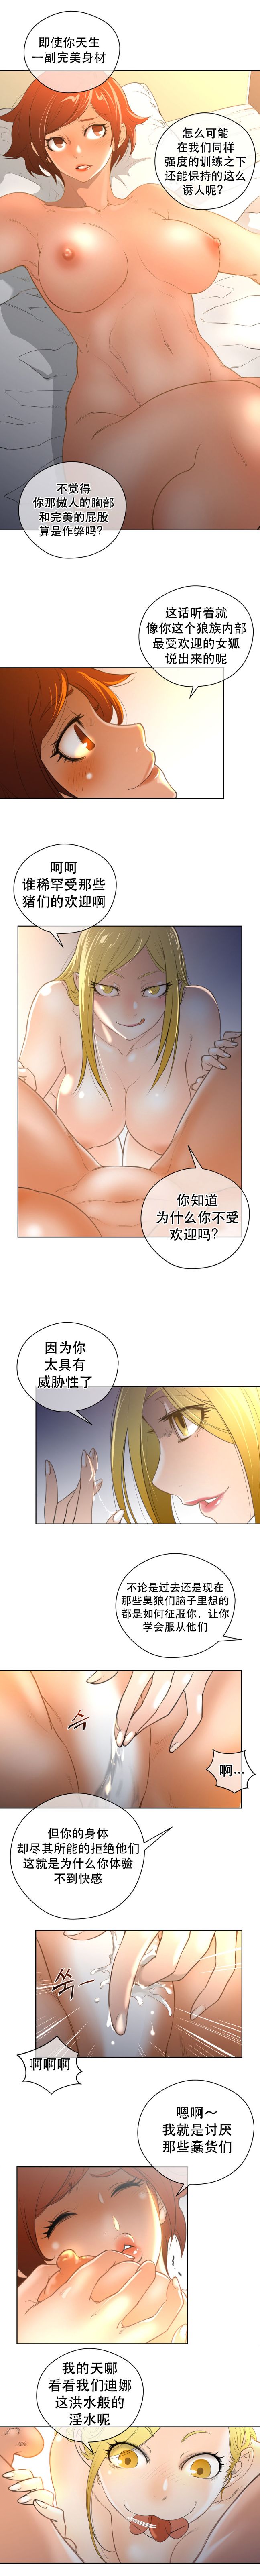 即使你天生
一副完美身材
怎么可能
在我们同样
强度的训练之下
还能保持的这么
诱人呢?
不觉得
你那傲人的胸部
和完美的屁股
算是作弊吗?
这话听着就
像你这个狼族内部
最受欢迎的女狐
说出来的呢
呵呵
谁稀罕受那些
猪们的欢迎啊
你知道
为什么你不受
欢迎吗?
因为你
太具有
威胁性了
不论是过去还是现在
那些臭狼们脑子里想的
都是如何征服你，让你
学会服从他们
슥
啊...
但你的身体
却尽其所能的拒绝他们
这就是为什么你体验
不到快感
쑥~
啊啊啊
嗯啊～
我就是讨厌
那些蠢货们
我的天哪
看看我们迪娜
这洪水般的
淫水呢